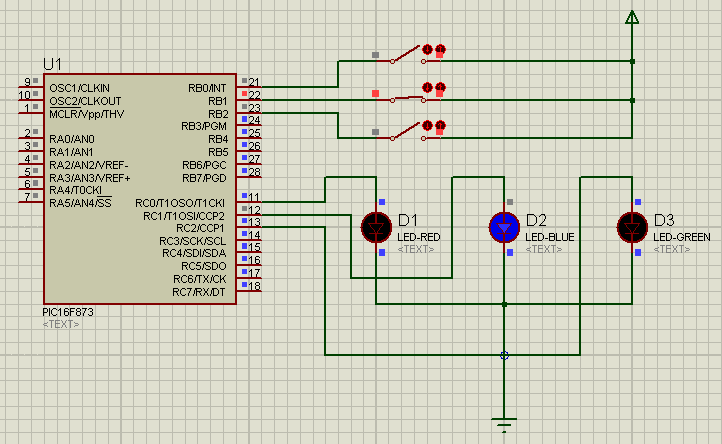 U1
9 OSC1/CLKIN RB0/INT 21
10 OSC2/CLKOUT RB1 22
1 MCLR/Vpp/THV RB2 23
RB3/PGM 24
2 RA0/AN0 RB4 25
3 RA1/AN1 RB5 26
4 RA2/AN2/VREF- RB6/PGC 27
5 RA3/AN3/VREF+ RB7/PGD 28
6 RA4/T0CKI
7 RA5/AN4/SS RC0/T1OSO/T1CKI 11
RC1/T1OSI/CCP2 12
RC2/CCP1 13
RC3/SCK/SCL 14
RC4/SDI/SDA 15
RC5/SDO 16
RC6/TX/CK 17
RC7/RX/DT 18
PIC16F873
<TEXT>
D1
LED-RED
<TEXT>
D2
LED-BLUE
<TEXT>
D3
LED-GREEN
<TEXT>